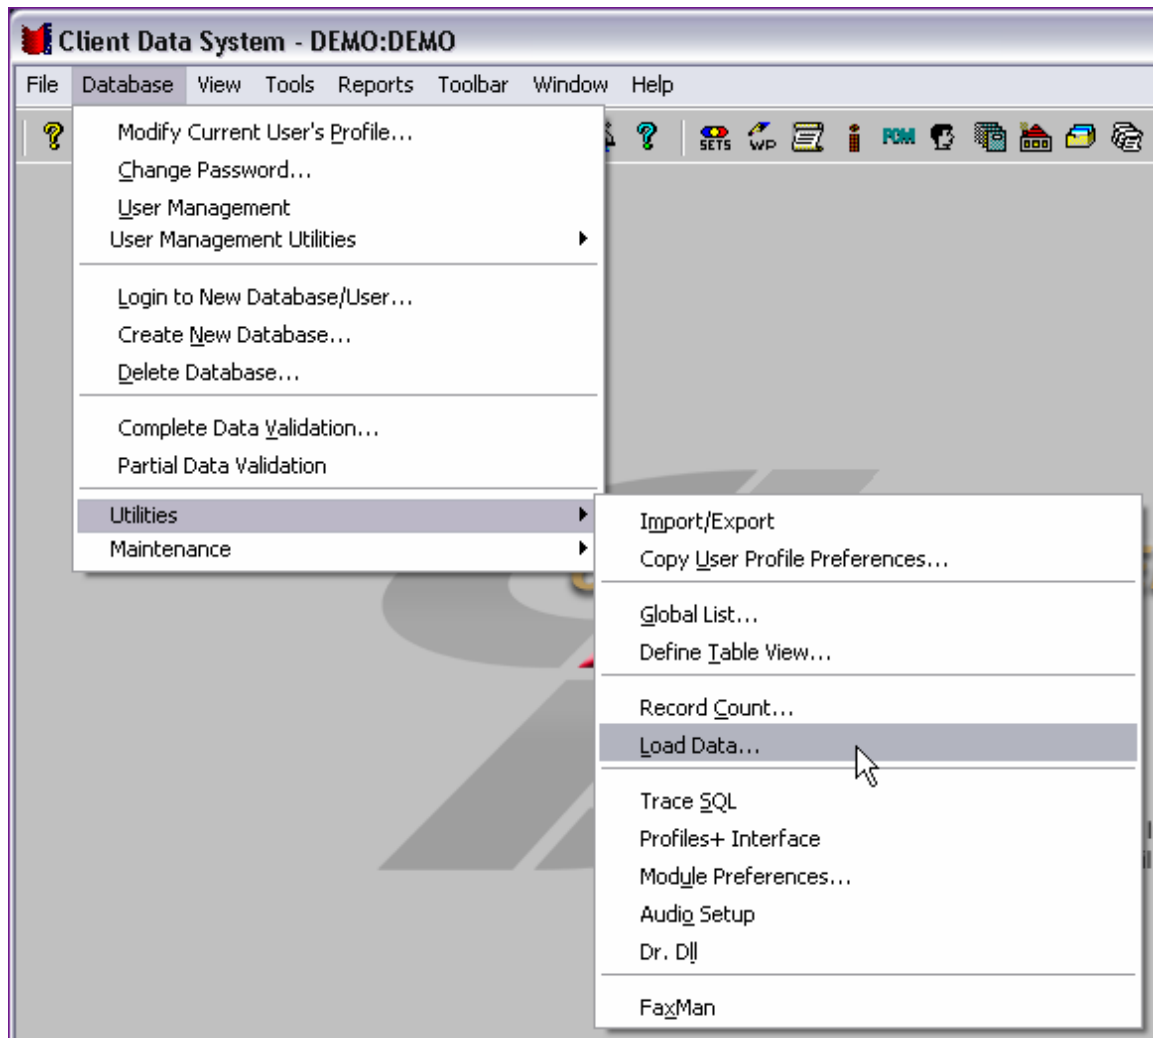 Client Data System - DEMO:DEMO
File Database View Tools Reports Toolbar Window Help
SETS WP POMI
Modify Current User's Profile...
Change Password...
User Management
User Management Utilities
Login to New Database/User...
Create New Database...
Delete Database...
Complete Data Validation...
Partial Data Validation
Utilities
Maintenance
Import/Export
Copy User Profile Preferences...
Global List...
Define Table View...
Record Count...
Load Data...
Trace SQL
Profiles+ Interface
Module Preferences...
Audio Setup
Dr. Dll
FaxMan